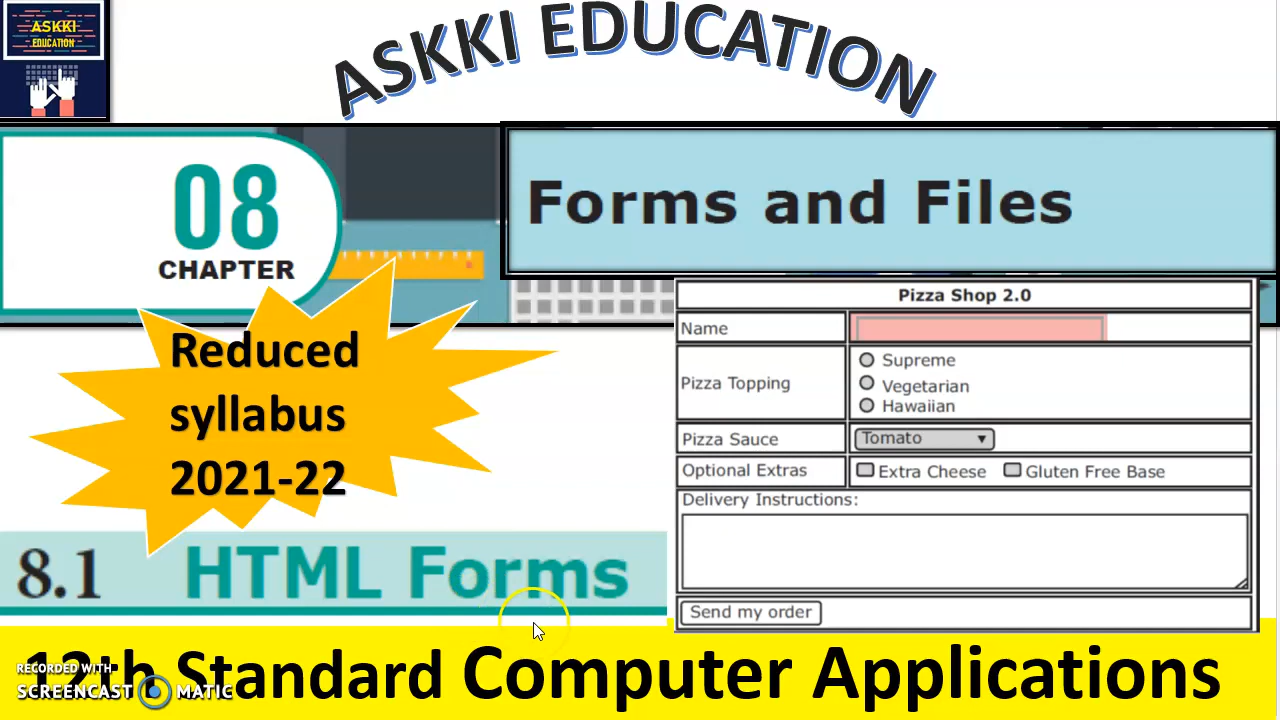 ASKKI
EDUCATION
ASKKI EDUCATION
08
CHAPTER
Forms and Files
Reduced
syllabus
2021-22
8.1 HTML Forms
Pizza Shop 2.0
Name
Pizza Topping
Supreme
Vegetarian
Hawaiian
Pizza Sauce Tomato
Optional Extras Extra Cheese Gluten Free Base
Delivery Instructions:
Send my order
12th Standard Computer Applications
RECORDED WITH
SCREENCAST MATIC